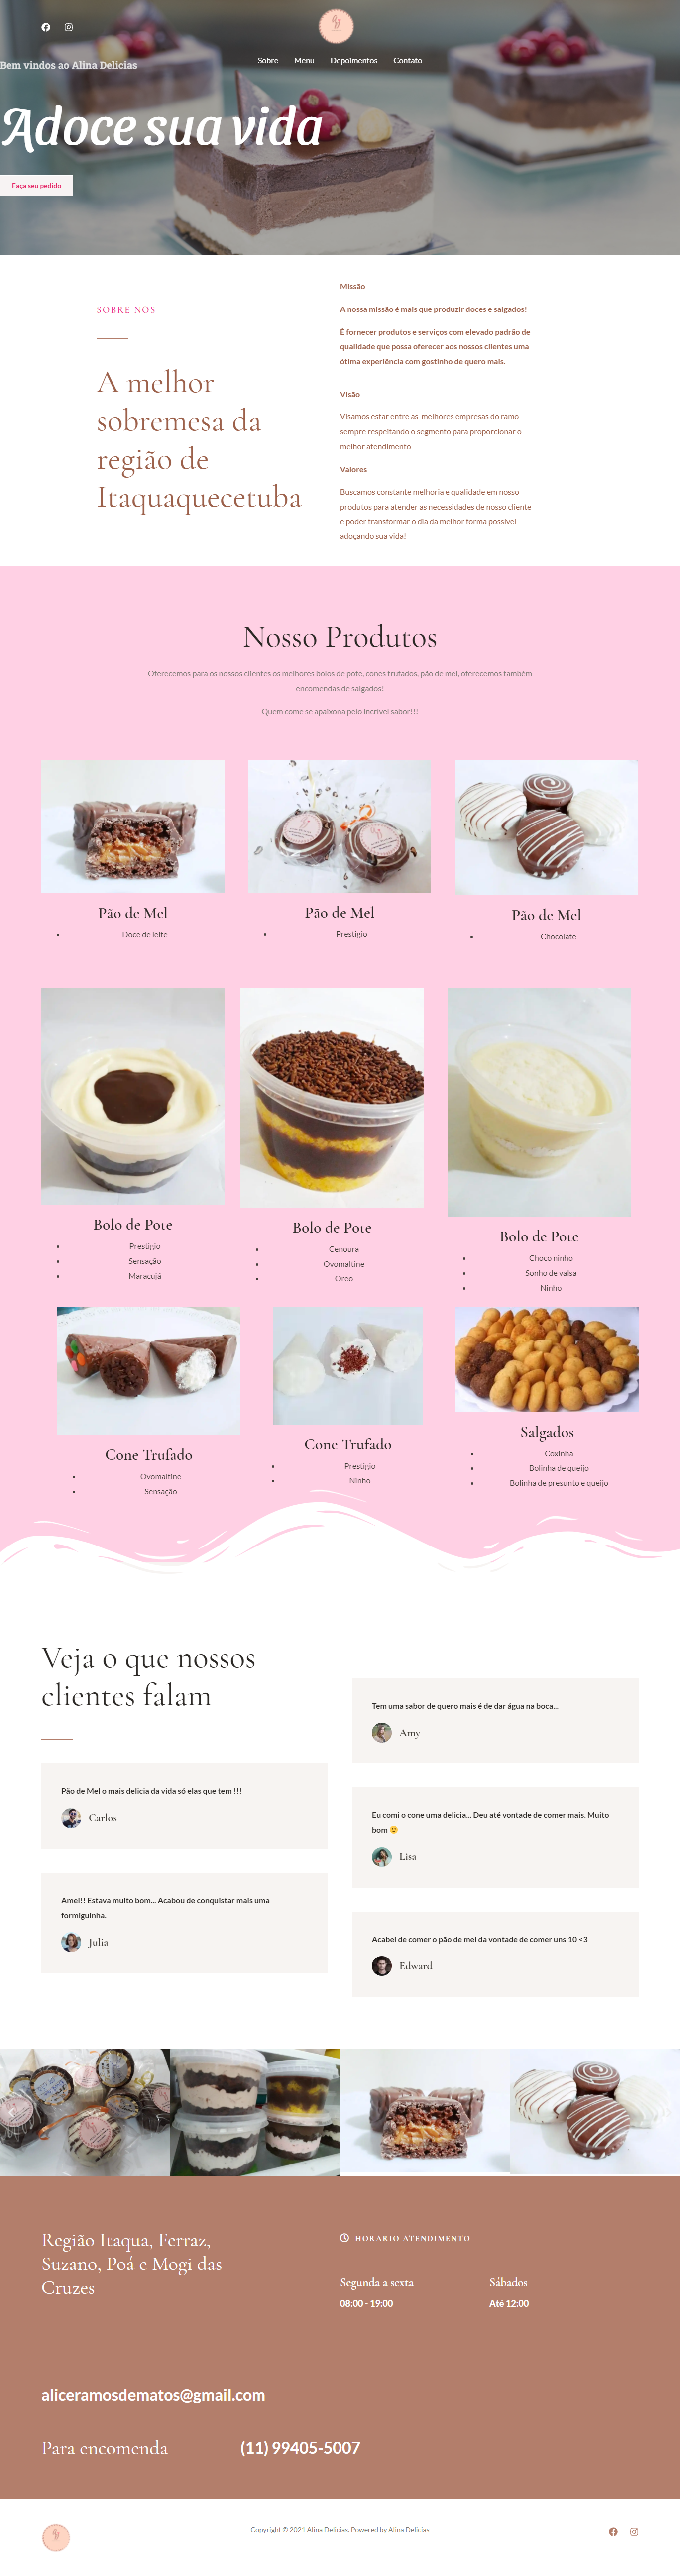 Sobre
Menu
Depoimentos
Contato
Bem vindos ao Alina Delícias
Adoce sua vida
Faça seu pedido
SOBRE NÓS
A melhor
sobremesa da
região de
Itaquaquecetuba
Missão
A nossa missão é mais que produzir doces e salgados!
É fornecer produtos e serviços com elevado padrão de
qualidade que possa oferecer aos nossos clientes uma
ótima experiência com gostinho de quero mais.
Visão
Visamos estar entre as melhores empresas do ramo
sempre respeitando o segmento para proporcionar o
melhor atendimento
Valores
Buscamos constante melhoria e qualidade em nosso
produtos para atender as necessidades de nosso cliente
e poder transformar o dia da melhor forma possível
adoçando sua vida!
Nosso Produtos
Oferecemos para os nossos clientes os melhores bolos de pote, cones trufados, pão de mel, oferecemos também
encomendas de salgados!
Quem come se apaixona pelo incrível sabor!!!
Pão de Mel
Doce de leite
Pão de Mel
Prestigio
Pão de Mel
Chocolate
Bolo de Pote
Prestigio
Sensação
Maracujá
Bolo de Pote
Cenoura
Ovomaltine
Oreo
Bolo de Pote
Choco ninho
Sonho de valsa
Ninho
Cone Trufado
Ovomaltine
Sensação
Cone Trufado
Prestigio
Ninho
Salgados
Coxinha
Bolinha de queijo
Bolinha de presunto e queijo
Veja o que nossos
clientes falam
Pão de Mel o mais delicia da vida só elas que tem !!!
Carlos
Amei!! Estava muito bom... Acabou de conquistar mais uma
formiguinha.
Julia
Tem uma sabor de quero mais é de dar água na boca...
Amy
Eu comi o cone uma delicia... Deu até vontade de comer mais. Muito
bom 🙂
Lisa
Acabei de comer o pão de mel da vontade de comer uns 10 <3
Edward
Região Itaqua, Ferraz,
Suzano, Poá e Mogi das
Cruzes
HORARIO ATENDIMENTO
Segunda a sexta
08:00 - 19:00
Sábados
Até 12:00
aliceramosdematos@gmail.com
Para encomenda
(11) 99405-5007
Copyright © 2021 Alina Delicias. Powered by Alina Delicias